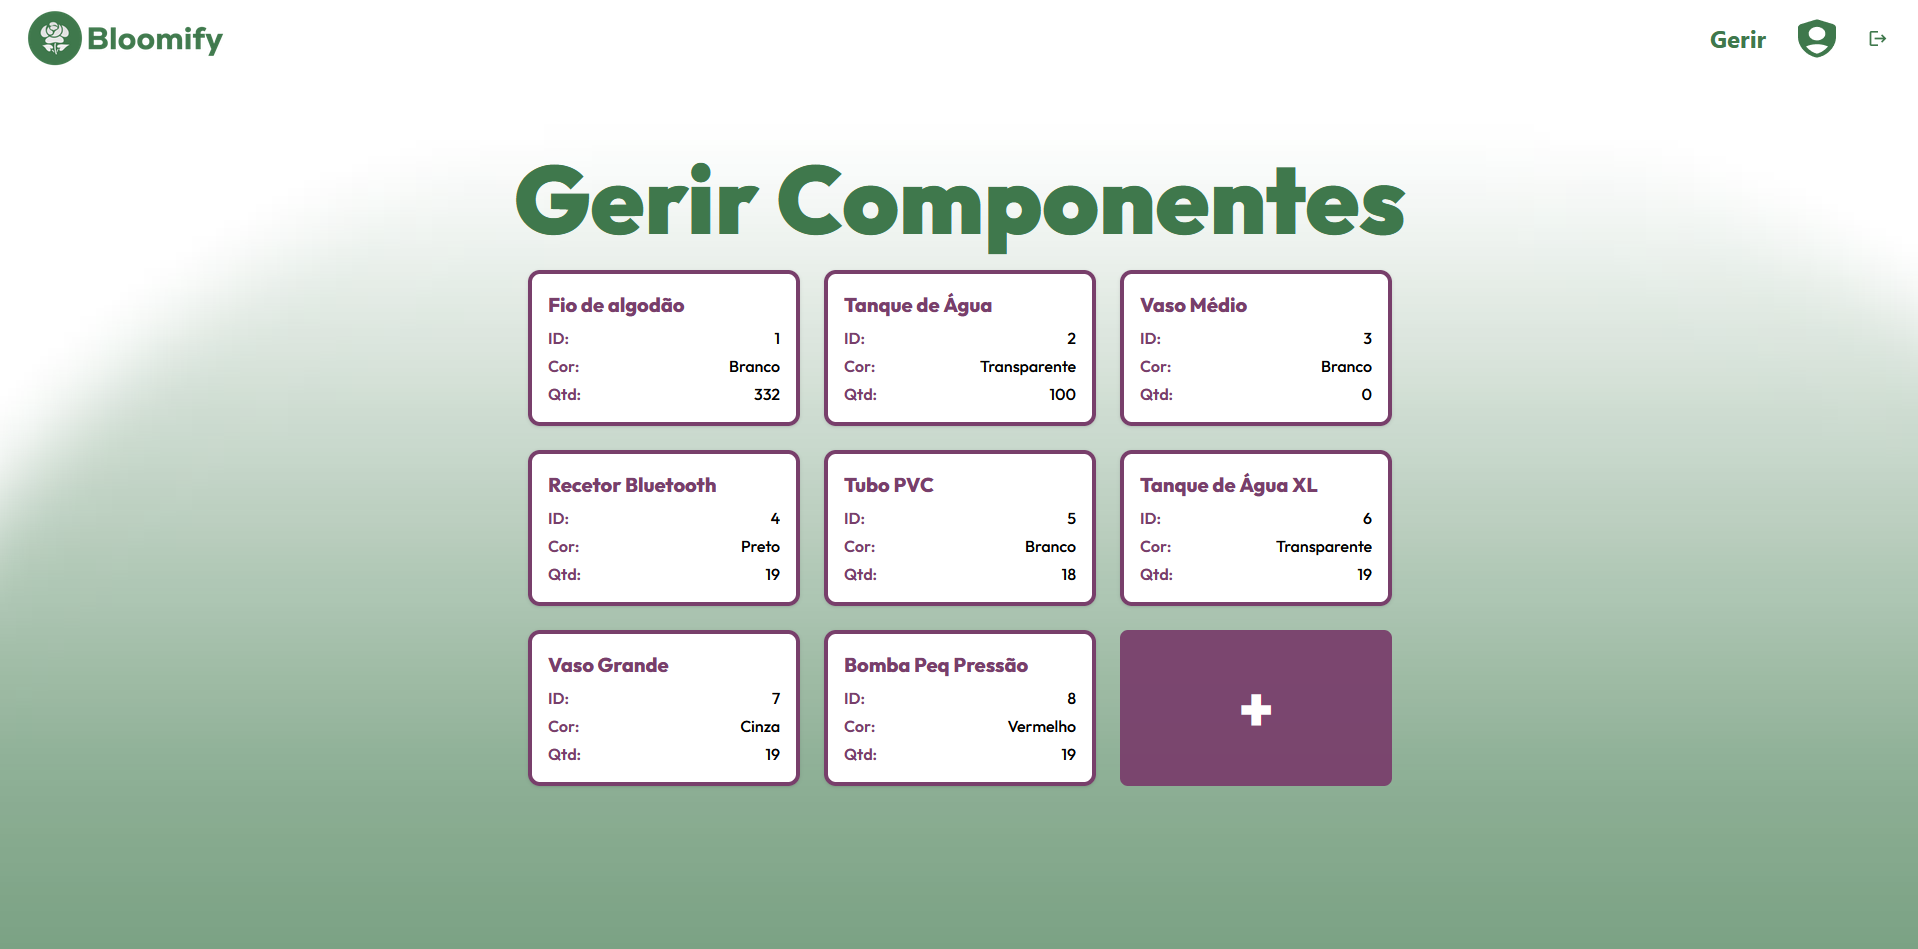 Bloomify
Gerir
Gerir Componentes
Fio de algodão
ID: 1
Cor: Branco
Qtd: 332
Tanque de Água
ID: 2
Cor: Transparente
Qtd: 100
Vaso Médio
ID: 3
Cor: Branco
Qtd: 0
Recetor Bluetooth
ID: 4
Cor: Preto
Qtd: 19
Tubo PVC
ID: 5
Cor: Branco
Qtd: 18
Tanque de Água XL
ID: 6
Cor: Transparente
Qtd: 19
Vaso Grande
ID: 7
Cor: Cinza
Qtd: 19
Bomba Peq Pressão
ID: 8
Cor: Vermelho
Qtd: 19